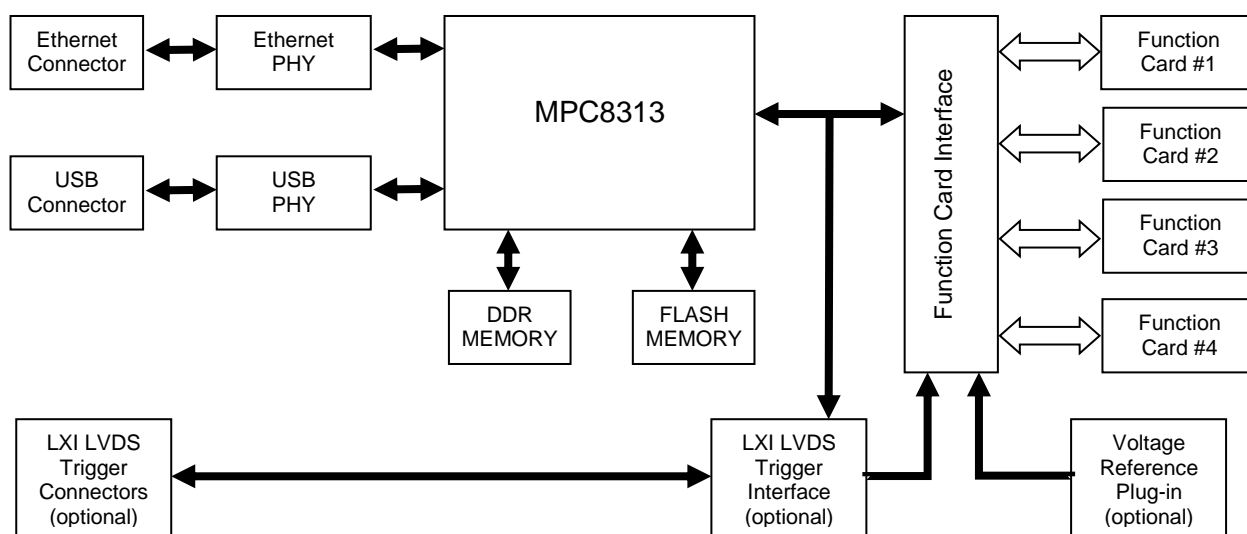 Ethernet
Connector
Ethernet
PHY
MPC8313
Function Card Interface
Function
Card #1
Function
Card #2
USB
Connector
USB
PHY
Function
Card #3
DDR
MEMORY
FLASH
MEMORY
Function
Card #4
LXI LVDS
Trigger
Connectors
(optional)
LXI LVDS
Trigger
Interface
(optional)
Voltage
Reference
Plug-in
(optional)